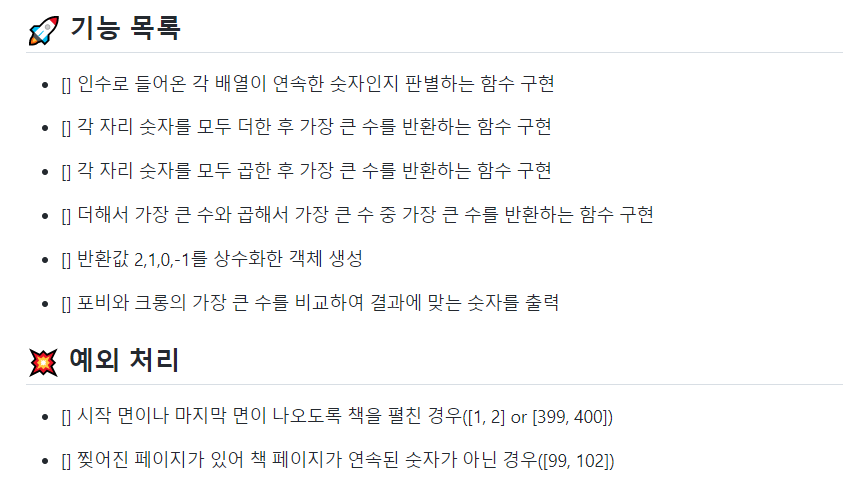 🚀 기능 목록
[] 인수로 들어온 각 배열이 연속한 숫자인지 판별하는 함수 구현
[] 각 자리 숫자를 모두 더한 후 가장 큰 수를 반환하는 함수 구현
[] 각 자리 숫자를 모두 곱한 후 가장 큰 수를 반환하는 함수 구현
[] 더해서 가장 큰 수와 곱해서 가장 큰 수 중 가장 큰 수를 반환하는 함수 구현
[] 반환값 2,1,0,-1를 상수화한 객체 생성
[] 포비와 크롱의 가장 큰 수를 비교하여 결과에 맞는 숫자를 출력
💥 예외 처리
[] 시작 면이나 마지막 면이 나오도록 책을 펼친 경우([1, 2] or [399, 400])
[] 찢어진 페이지가 있어 책 페이지가 연속된 숫자가 아닌 경우([99, 102])